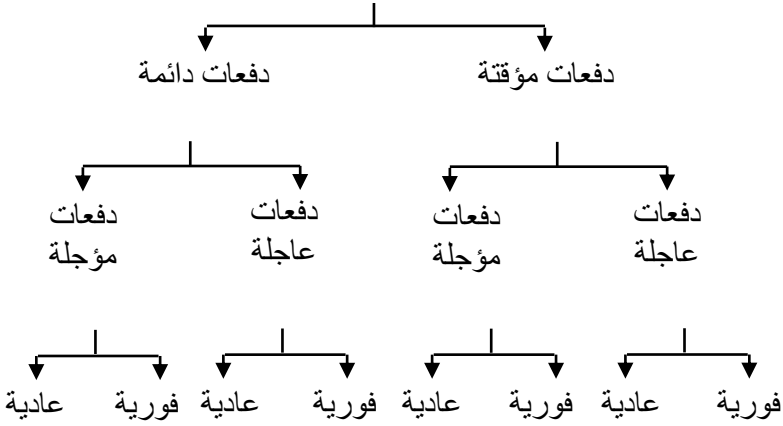 دفعات مؤقتة
دفعات دائمة
دفعات
عاجلة
دفعات
مؤجلة
دفعات
عاجلة
دفعات
مؤجلة
فورية
عادية
فورية
عادية
فورية
عادية
فورية
عادية